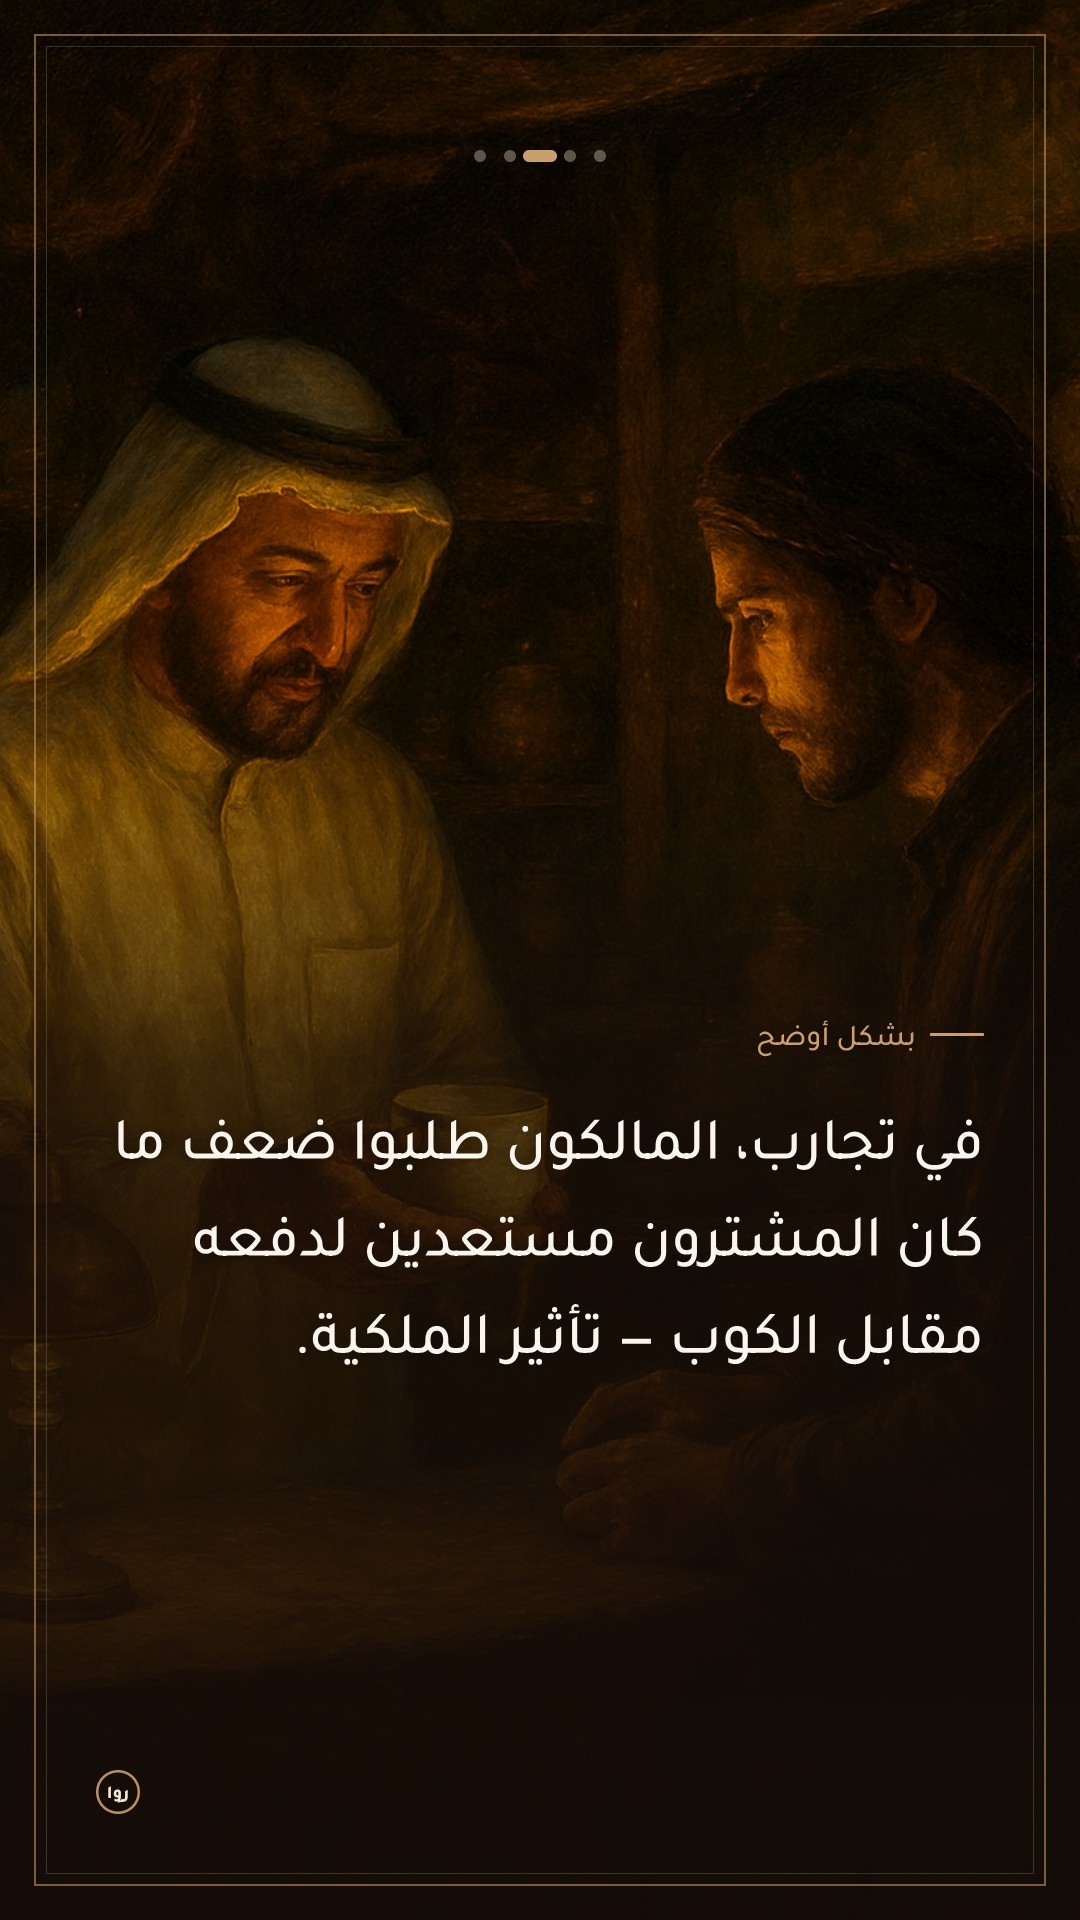 بشكل أوضح
في تجارب، المالكون طلبوا ضعف ما
كان المشترون مستعدين لدفعه
مقابل الكوب — تأثير الملكية.
روا